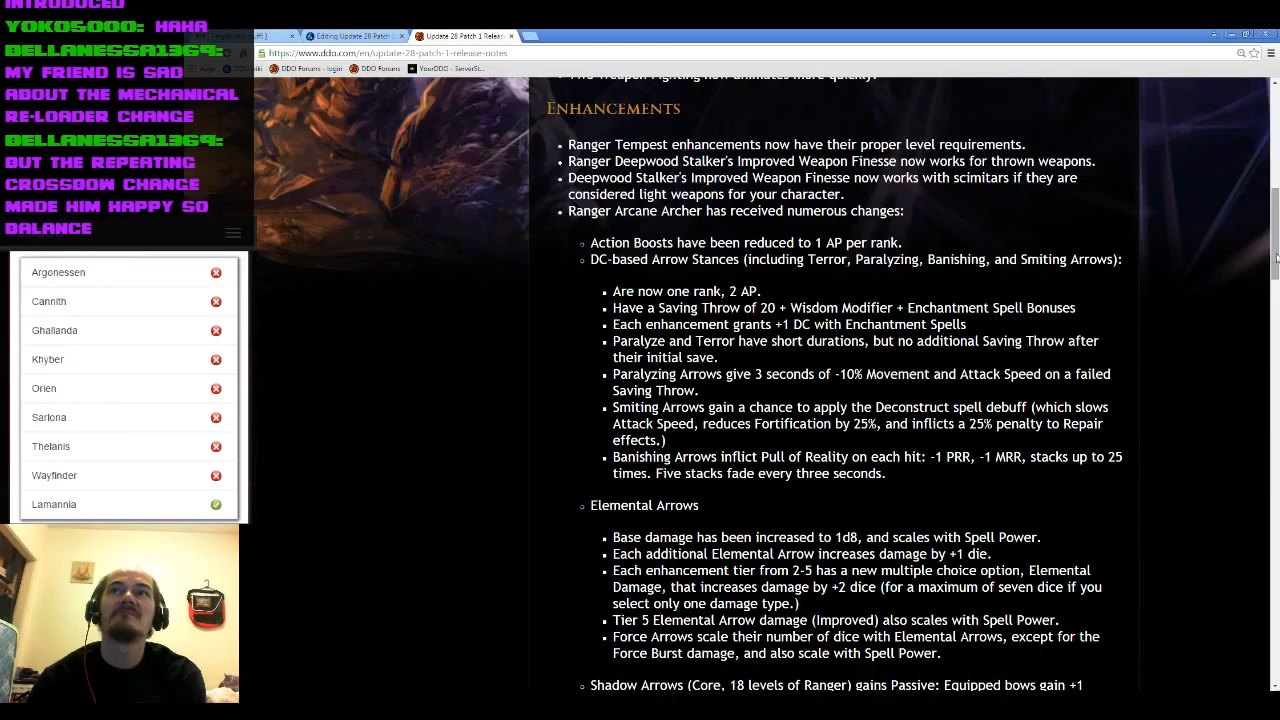 INTRODUCED
YOKO5000: HAHA
BELLANESSA1369:
MY FRIEND IS SAD
ABOUT THE MECHANICAL
RE-LOADER CHANGE
BELLANESSA1369:
BUT THE REPEATING
CROSSBOW CHANGE
MADE HIM HAPPY SO
BALANCE
Argonessen
Cannith
Ghallanda
Khyber
Orien
Sarlona
Thelanis
Wayfinder
Lamannia
Editing Update 28 Patch
Update 28 Patch 1 Relea
https://www.ddo.com/en/update-28-patch-1-release-notes
Apps
DDO wiki
DDO Forums - login
DDO Forums
YourDDO - ServerSt...
ENHANCEMENTS
• Ranger Tempest enhancements now have their proper level requirements.
• Ranger Deepwood Stalker's Improved Weapon Finesse now works for thrown weapons.
• Deepwood Stalker's Improved Weapon Finesse now works with scimitars if they are
considered light weapons for your character.
• Ranger Arcane Archer has received numerous changes:
○ Action Boosts have been reduced to 1 AP per rank.
○ DC-based Arrow Stances (including Terror, Paralyzing, Banishing, and Smiting Arrows):
▪ Are now one rank, 2 AP.
▪ Have a Saving Throw of 20 + Wisdom Modifier + Enchantment Spell Bonuses
▪ Each enhancement grants +1 DC with Enchantment Spells
▪ Paralyze and Terror have short durations, but no additional Saving Throw after
their initial save.
▪ Paralyzing Arrows give 3 seconds of -10% Movement and Attack Speed on a failed
Saving Throw.
▪ Smiting Arrows gain a chance to apply the Deconstruct spell debuff (which slows
Attack Speed, reduces Fortification by 25%, and inflicts a 25% penalty to Repair
effects.)
▪ Banishing Arrows inflict Pull of Reality on each hit: -1 PRR, -1 MRR, stacks up to 25
times. Five stacks fade every three seconds.
○ Elemental Arrows
▪ Base damage has been increased to 1d8, and scales with Spell Power.
▪ Each additional Elemental Arrow increases damage by +1 die.
▪ Each enhancement tier from 2-5 has a new multiple choice option, Elemental
Damage, that increases damage by +2 dice (for a maximum of seven dice if you
select only one damage type.)
▪ Tier 5 Elemental Arrow damage (Improved) also scales with Spell Power.
▪ Force Arrows scale their number of dice with Elemental Arrows, except for the
Force Burst damage, and also scale with Spell Power.
○ Shadow Arrows (Core, 18 levels of Ranger) gains Passive: Equipped bows gain +1